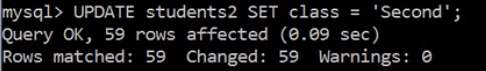 mysql> UPDATE students2 SET class = 'Second';
Query OK, 59 rows affected (0.09 sec)
Rows matched: 59  Changed: 59  Warnings: 0